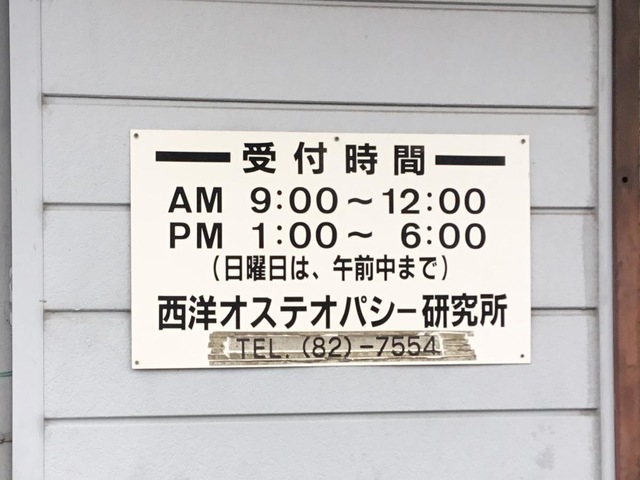 受付時間
AM 9:00～12:00
PM 1:00～ 6:00
（日曜日は、午前中まで）
西洋オステオパシー研究所
TEL. (82)-7554